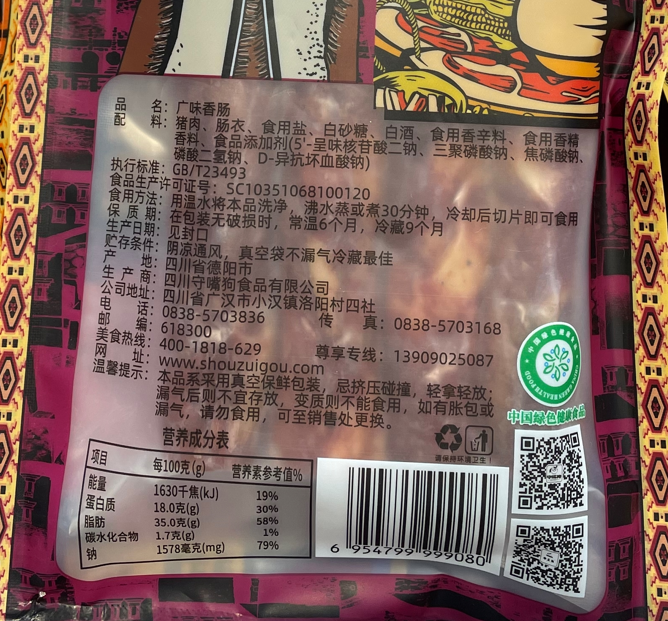 品 名：广味香肠
配 料：猪肉、肠衣、食用盐、白砂糖、白酒、食用香辛料、食用香精
香料、食品添加剂(5'-呈味核苷酸二钠、三聚磷酸钠、焦磷酸钠、
磷酸二氢钠、D-异抗坏血酸钠)
执行标准：GB/T23493
食品生产许可证号：SC10351068100120
食用方法：用温水将本品洗净，沸水蒸或煮30分钟，冷却后切片即可食用
保 质 期：在包装无破损时，常温6个月，冷藏9个月
生产日期：见封口
贮存条件：阴凉通风，真空袋不漏气冷藏最佳
产 地：四川省德阳市
生 产 商：四川守嘴狗食品有限公司
公司地址：四川省广汉市小汉镇洛阳村四社
电 话：0838-5703836 传 真：0838-5703168
邮 编：618300
美食热线：400-1818-629 尊享专线：13909025087
网 址：www.shouzuigou.com
温馨提示：本品系采用真空保鲜包装，忌挤压碰撞，轻拿轻放；
漏气后则不宜存放，变质则不能食用，如有胀包或
漏气，请勿食用，可至销售处更换。
中国绿色健康食品
请保持环境卫生
营养成分表
项目 每100克(g) 营养素参考值%
能量 1630千焦(kJ) 19%
蛋白质 18.0克(g) 30%
脂肪 35.0克(g) 58%
碳水化合物 1.7克(g) 1%
钠 1578毫克(mg) 79%
6 954799 999080